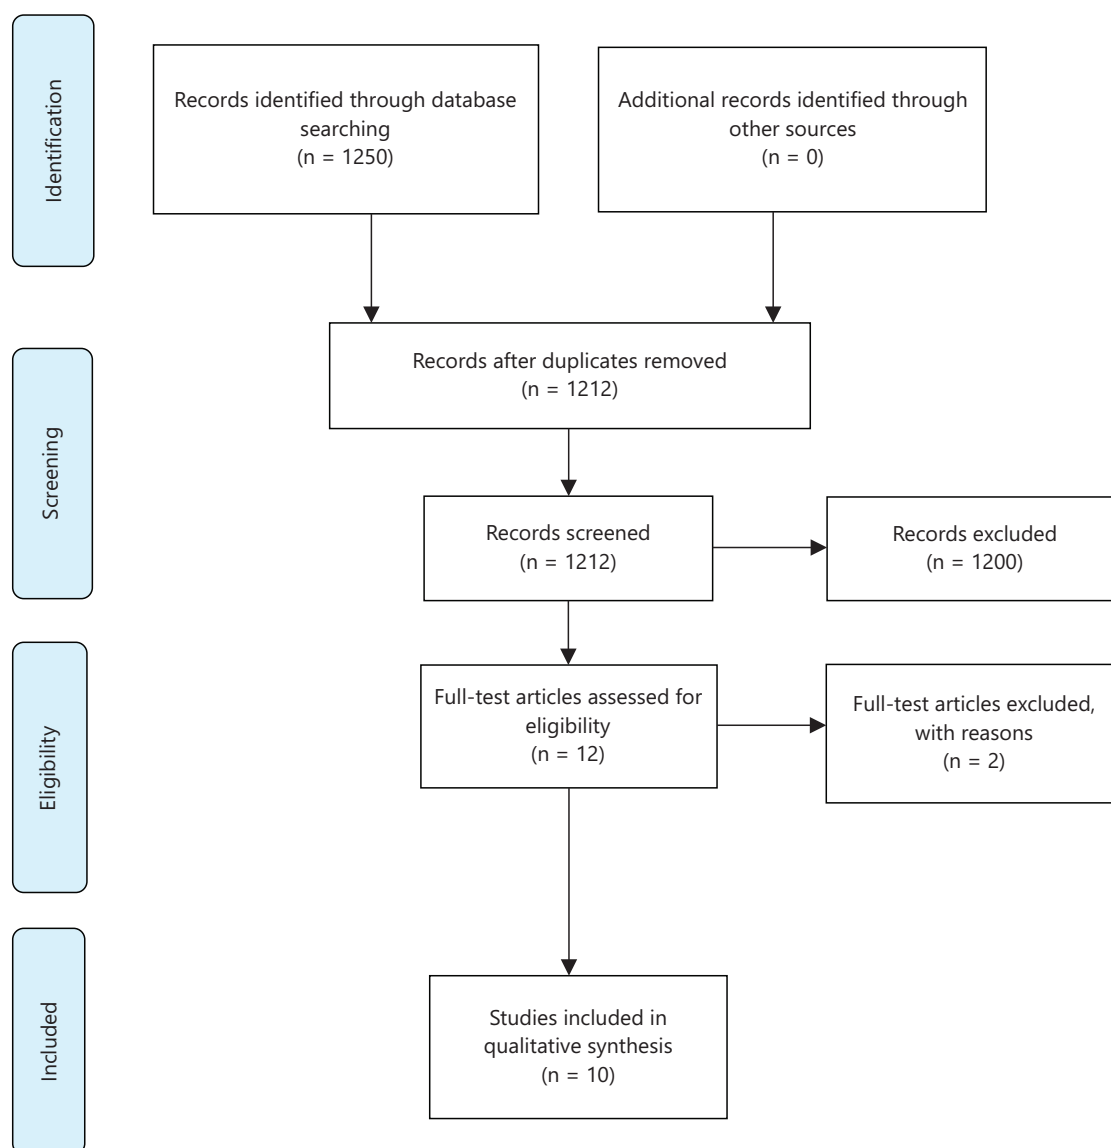 Identification
Records identified through database
searching
(n = 1250)
Additional records identified through
other sources
(n = 0)
Records after duplicates removed
(n = 1212)
Screening
Records screened
(n = 1212)
Records excluded
(n = 1200)
Eligibility
Full-test articles assessed for
eligibility
(n = 12)
Full-test articles excluded,
with reasons
(n = 2)
Included
Studies included in
qualitative synthesis
(n = 10)